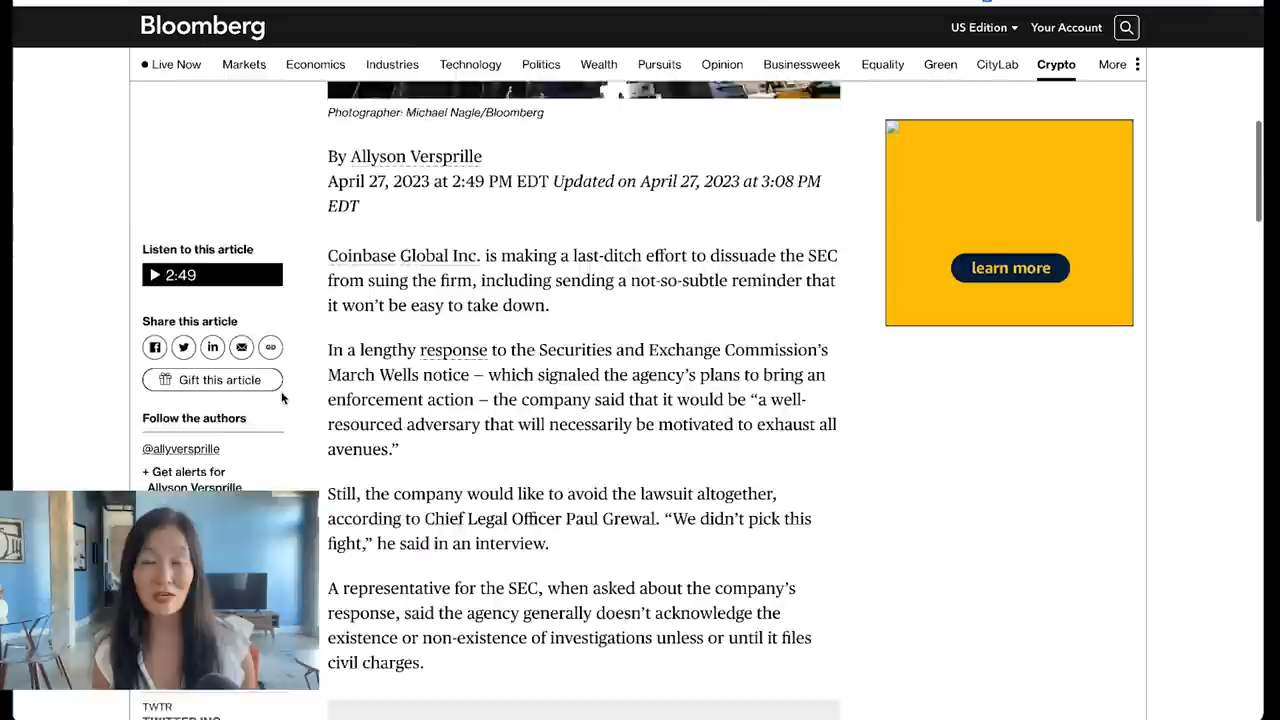 Bloomberg
US Edition
Your Account
Live Now
Markets
Economics
Industries
Technology
Politics
Wealth
Pursuits
Opinion
Businessweek
Equality
Green
CityLab
Crypto
More
Photographer: Michael Nagle/Bloomberg
By Allyson Versprille
April 27, 2023 at 2:49 PM EDT Updated on April 27, 2023 at 3:08 PM
EDT
Listen to this article
2:49
Share this article
Gift this article
Follow the authors
@allyversprille
+ Get alerts for
Allyson Versprille
Coinbase Global Inc. is making a last-ditch effort to dissuade the SEC
from suing the firm, including sending a not-so-subtle reminder that
it won’t be easy to take down.
In a lengthy response to the Securities and Exchange Commission’s
March Wells notice – which signaled the agency’s plans to bring an
enforcement action – the company said that it would be “a well-
resourced adversary that will necessarily be motivated to exhaust all
avenues.”
Still, the company would like to avoid the lawsuit altogether,
according to Chief Legal Officer Paul Grewal. “We didn’t pick this
fight,” he said in an interview.
A representative for the SEC, when asked about the company’s
response, said the agency generally doesn’t acknowledge the
existence or non-existence of investigations unless or until it files
civil charges.
learn more
TWTR
TWITTER INC